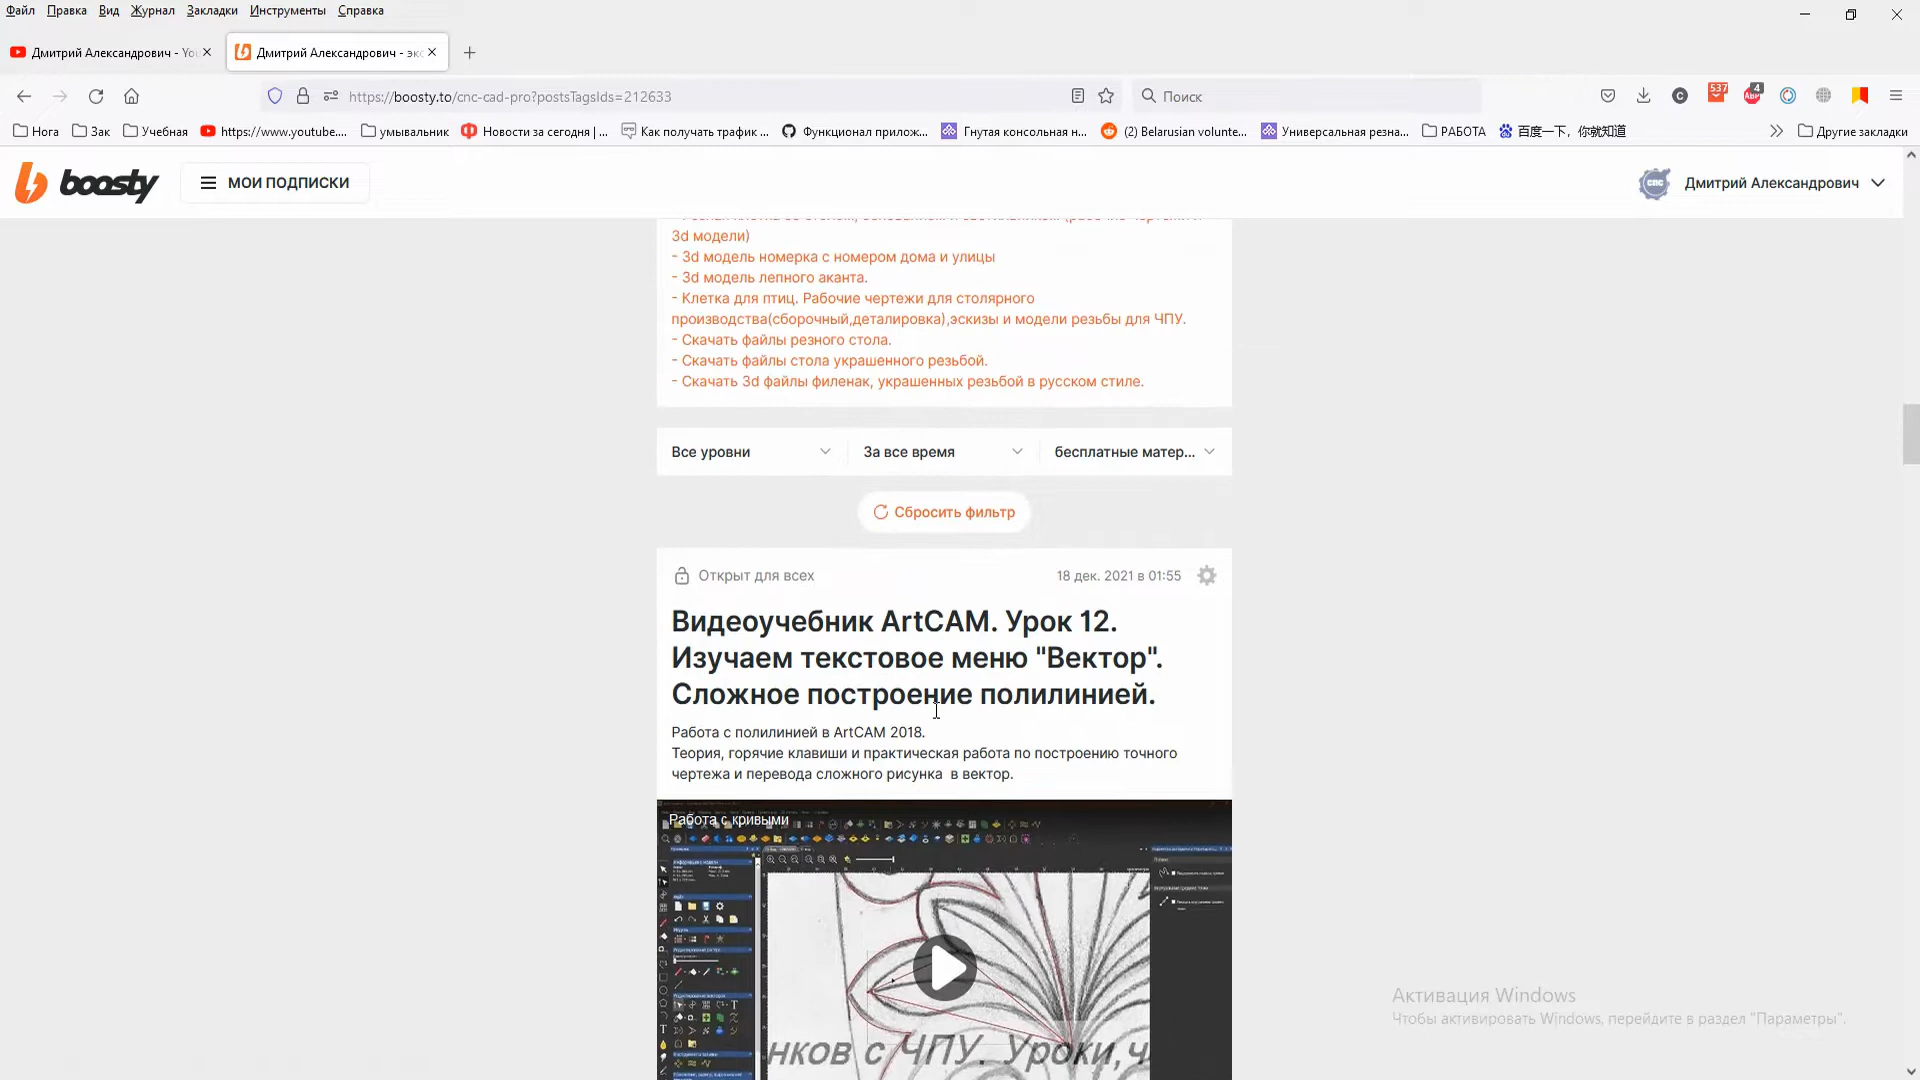 Файл Правка Вид Журнал Закладки Инструменты Справка
Дмитрий Александрович - You
Дмитрий Александрович - экс
https://boosty.to/cnc-cad-pro?postsTagsIds=212633
Поиск
537
4
ABP
Нога Зак Учебная https://www.youtube.... умывальник Новости за сегодня | ... Как получать трафик ... Функционал прилож... Гнутая консольная н... (2) Belarusian volunte... Универсальная резна... РАБОТА 百度一下，你就知道 Другие закладки
boosty
МОИ ПОДПИСКИ
CNC
Дмитрий Александрович
3d модели)
- 3d модель номерка с номером дома и улицы
- 3d модель лепного аканта.
- Клетка для птиц. Рабочие чертежи для столярного
производства(сборочный,деталировка),эскизы и модели резьбы для ЧПУ.
- Скачать файлы резного стола.
- Скачать файлы стола украшенного резьбой.
- Скачать 3d файлы филенак, украшенных резьбой в русском стиле.
Все уровни За все время бесплатные матер...
Сбросить фильтр
Открыт для всех 18 дек. 2021 в 01:55
Видеоучебник ArtCAM. Урок 12.
Изучаем текстовое меню "Вектор".
Сложное построение полилинией.
Работа с полилинией в ArtCAM 2018.
Теория, горячие клавиши и практическая работа по построению точного
чертежа и перевода сложного рисунка в вектор.
Работа с кривыми
нков с ЧПУ. Уроки,ч
Активация Windows
Чтобы активировать Windows, перейдите в раздел "Параметры".